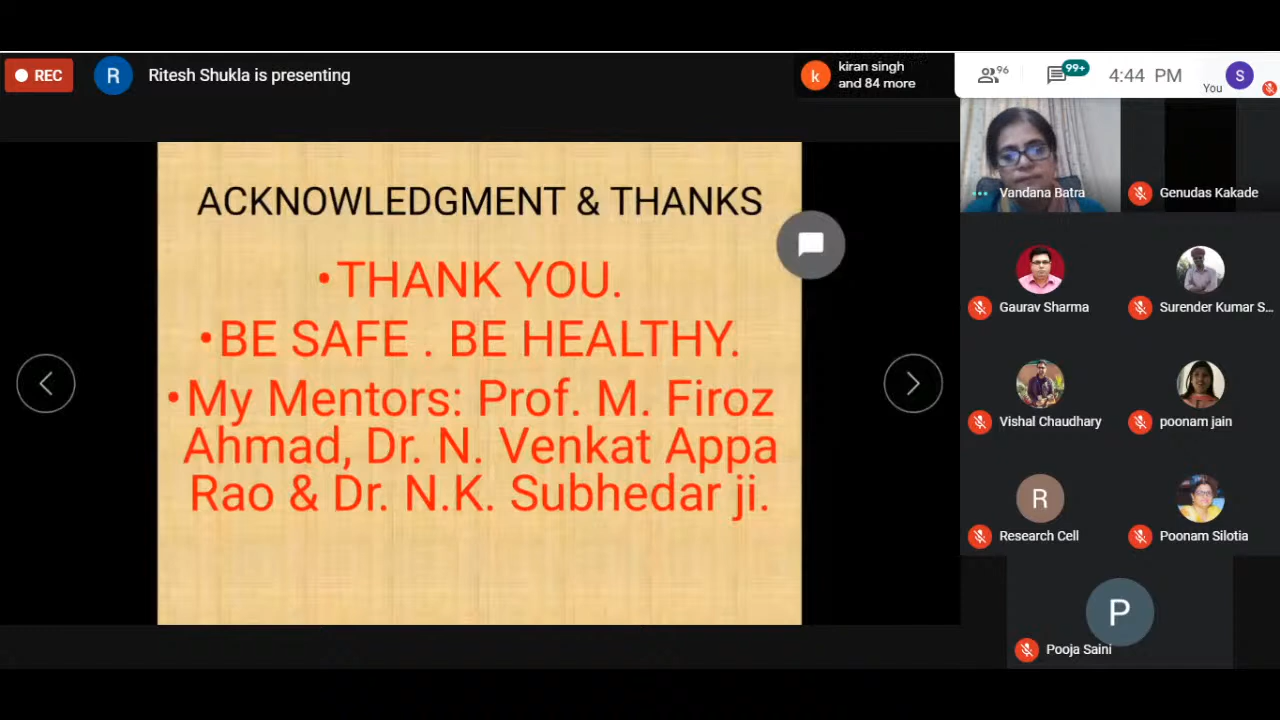 REC
R
Ritesh Shukla is presenting
k
kiran singh
and 84 more
96
99+
4:44 PM
You
S
ACKNOWLEDGMENT & THANKS
•THANK YOU.
•BE SAFE . BE HEALTHY.
•My Mentors: Prof. M. Firoz
Ahmad, Dr. N. Venkat Appa
Rao & Dr. N.K. Subhedar ji.
Vandana Batra
Genudas Kakade
Gaurav Sharma
Surender Kumar S...
Vishal Chaudhary
poonam jain
R
Research Cell
Poonam Silotia
P
Pooja Saini